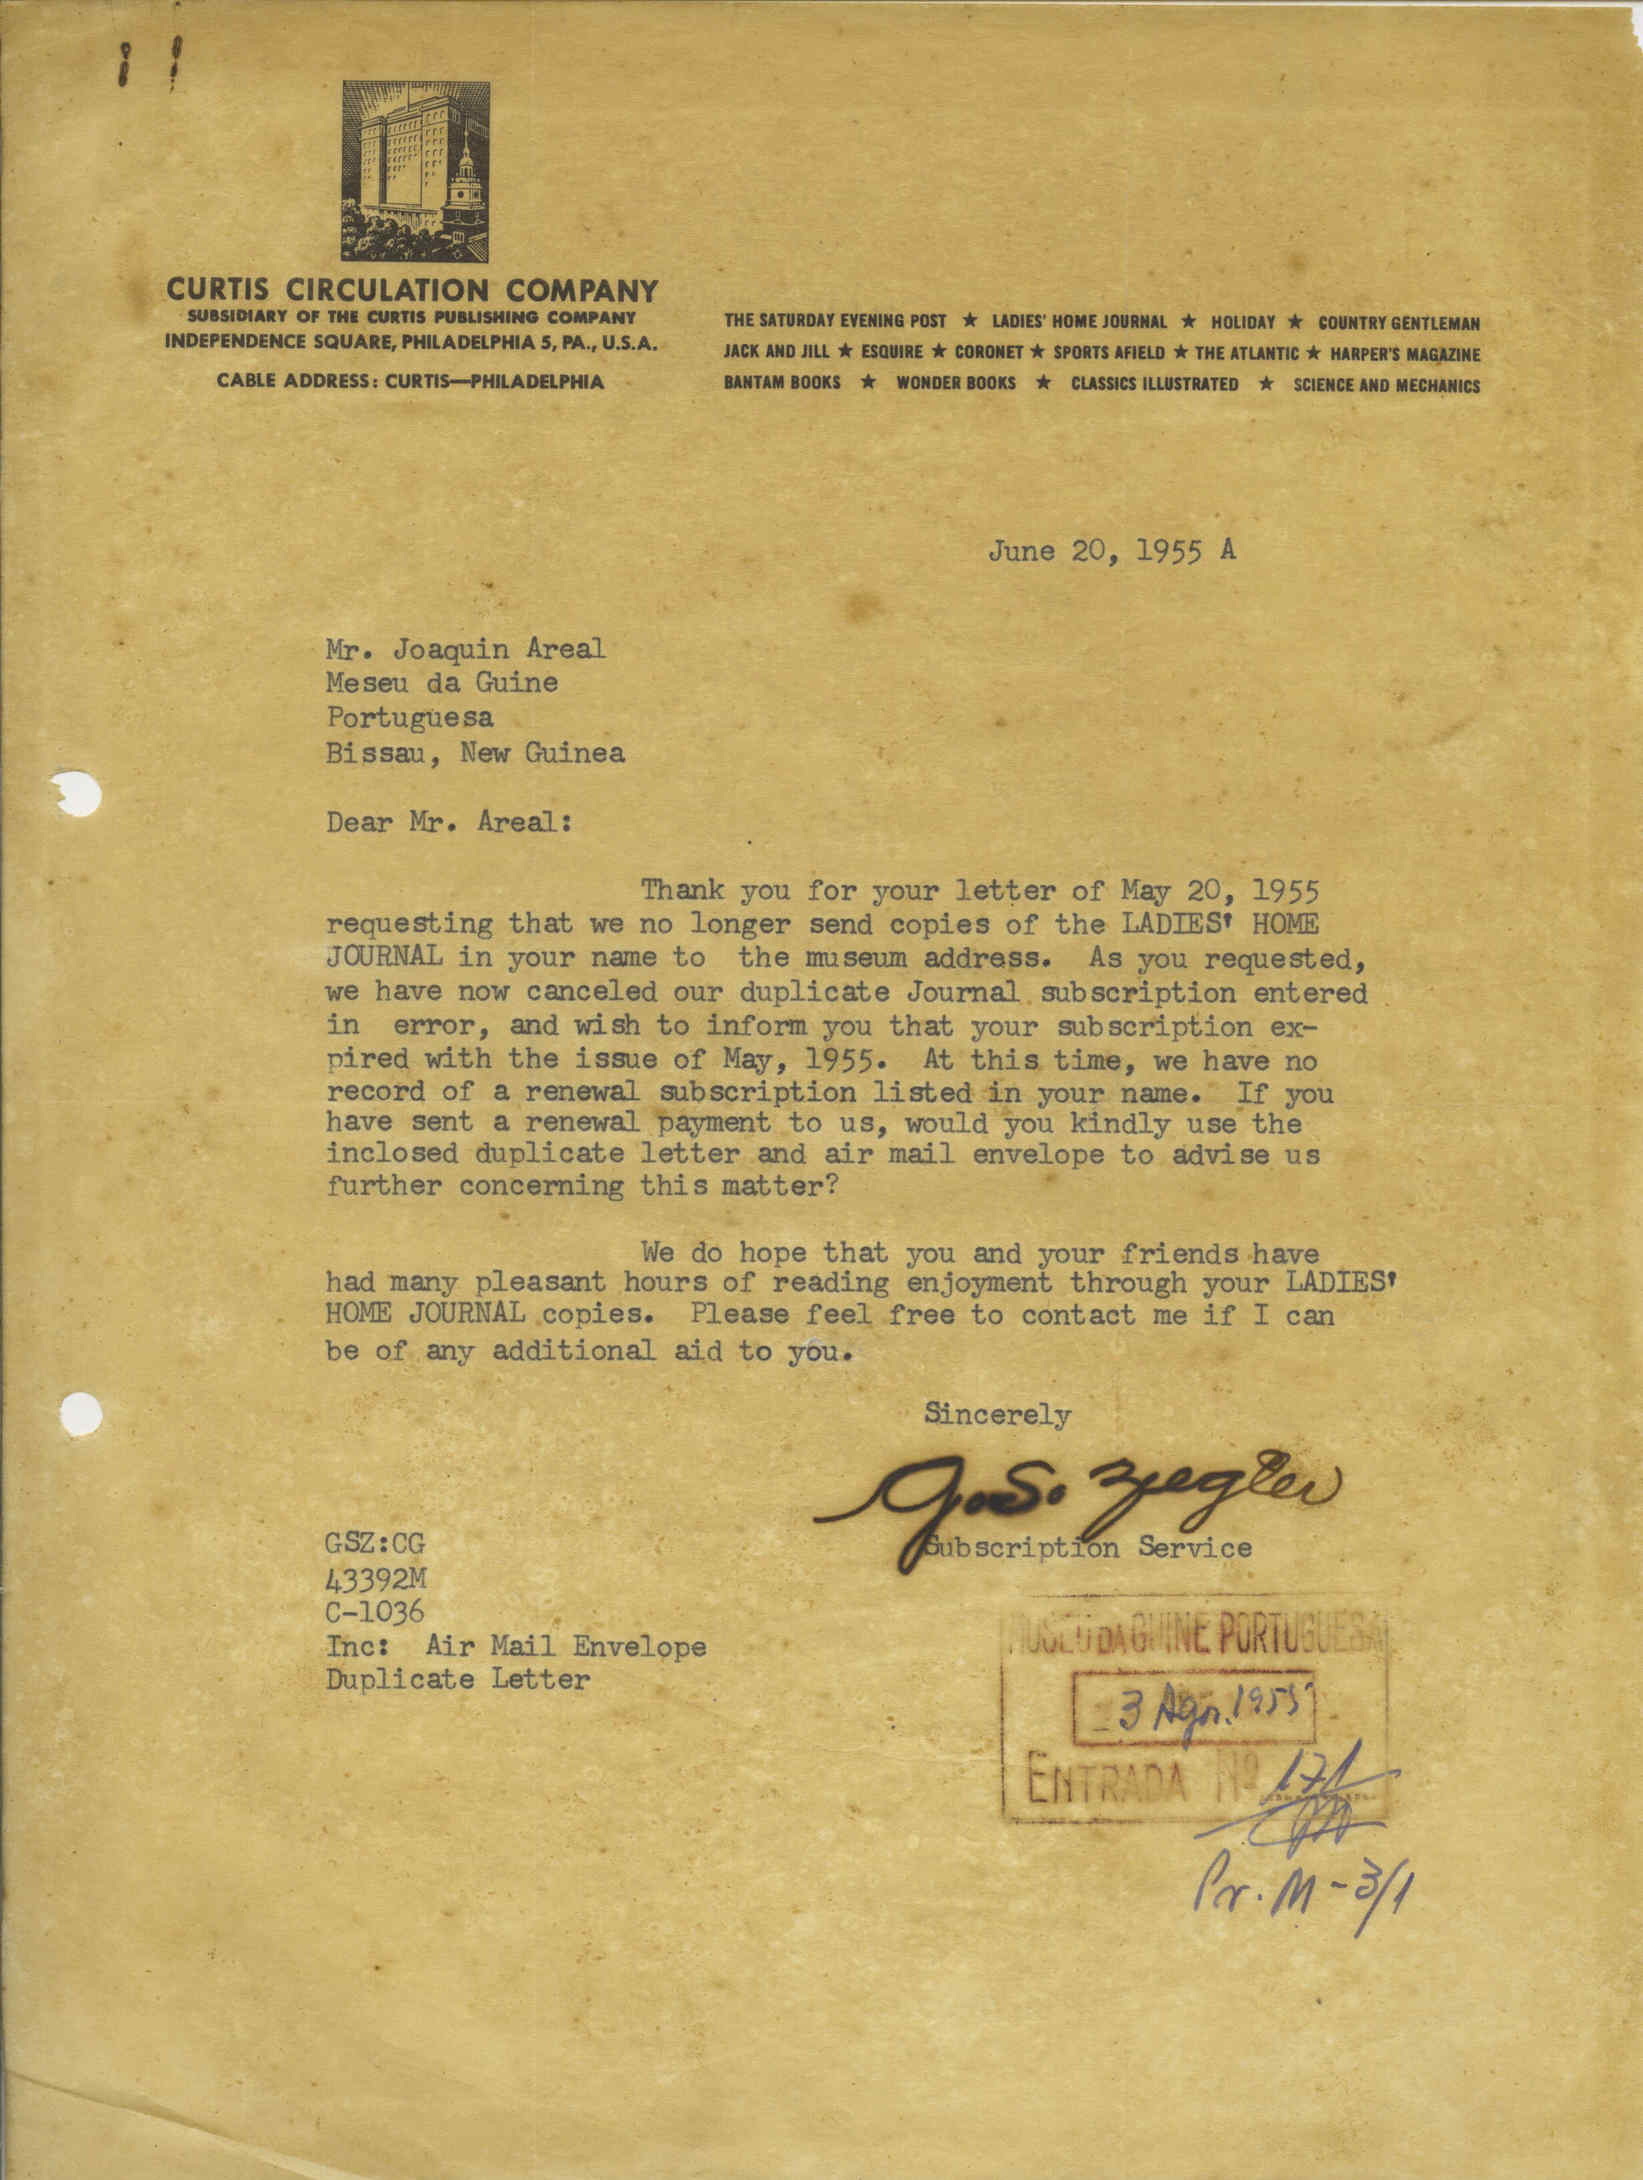 CURTIS CIRCULATION COMPANY
SUBSIDIARY OF THE CURTIS PUBLISHING COMPANY
INDEPENDENCE SQUARE, PHILADELPHIA 5, PA., U.S.A.
CABLE ADDRESS: CURTIS—PHILADELPHIA
THE SATURDAY EVENING POST ★ LADIES' HOME JOURNAL ★ HOLIDAY ★ COUNTRY GENTLEMAN
JACK AND JILL ★ ESQUIRE ★ CORONET ★ SPORTS AFIELD ★ THE ATLANTIC ★ HARPER'S MAGAZINE
BANTAM BOOKS ★ WONDER BOOKS ★ CLASSICS ILLUSTRATED ★ SCIENCE AND MECHANICS
June 20, 1955 A
Mr. Joaquin Areal
Meseu da Guine
Portuguesa
Bissau, New Guinea
Dear Mr. Areal:
Thank you for your letter of May 20, 1955
requesting that we no longer send copies of the LADIES' HOME
JOURNAL in your name to the museum address. As you requested,
we have now canceled our duplicate Journal subscription entered
in error, and wish to inform you that your subscription ex-
pired with the issue of May, 1955. At this time, we have no
record of a renewal subscription listed in your name. If you
have sent a renewal payment to us, would you kindly use the
inclosed duplicate letter and air mail envelope to advise us
further concerning this matter?
We do hope that you and your friends have
had many pleasant hours of reading enjoyment through your LADIES'
HOME JOURNAL copies. Please feel free to contact me if I can
be of any additional aid to you.
Sincerely
G.S. Ziegler
Subscription Service
GSZ:CG
43392M
C-1036
Inc: Air Mail Envelope
Duplicate Letter
MUSEU DA GUINE PORTUGUESA
3 Ago. 1955
ENTRADA Nº 171
Pr. M-3/1